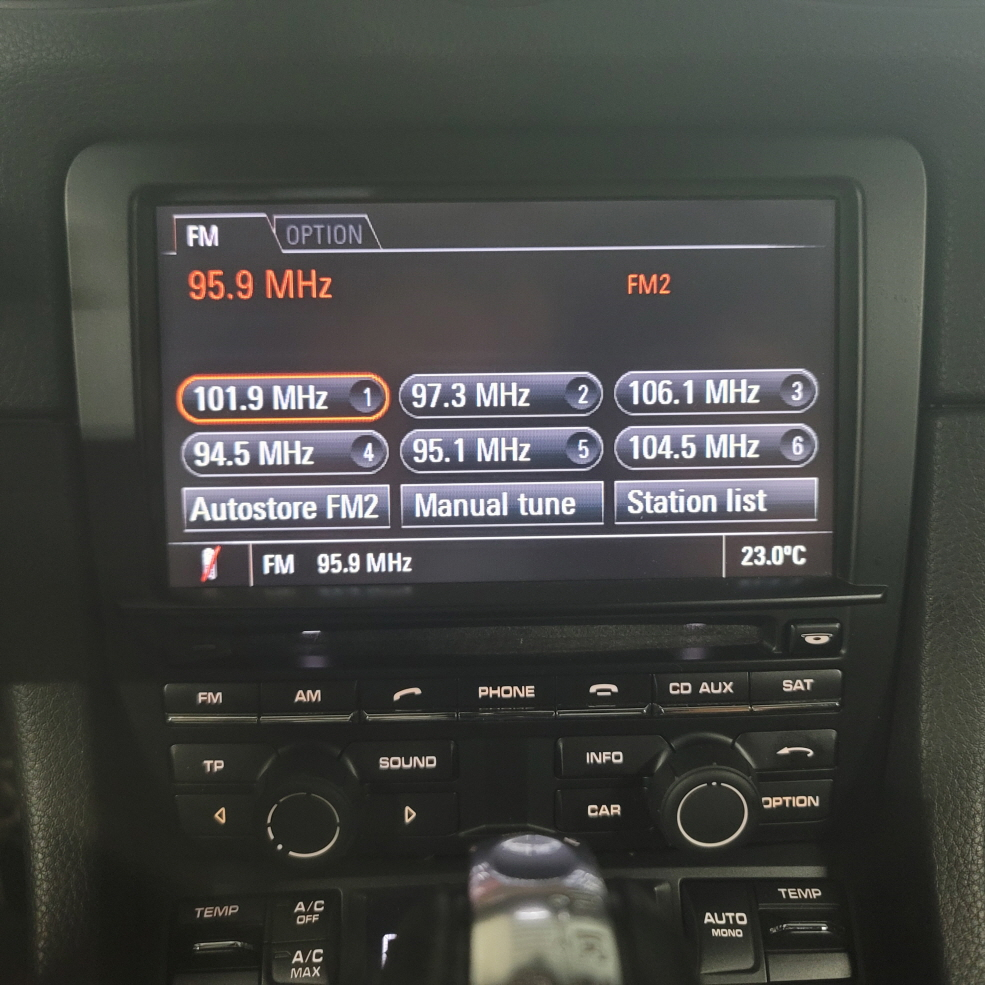 FM OPTION
95.9 MHz FM2
101.9 MHz 1 97.3 MHz 2 106.1 MHz 3
94.5 MHz 4 95.1 MHz 5 104.5 MHz 6
Autostore FM2 Manual tune Station list
FM 95.9 MHz 23.0°C
FM AM PHONE CD AUX SAT
TP SOUND INFO
CAR OPTION
TEMP A/C OFF AUTO MONO TEMP
A/C MAX